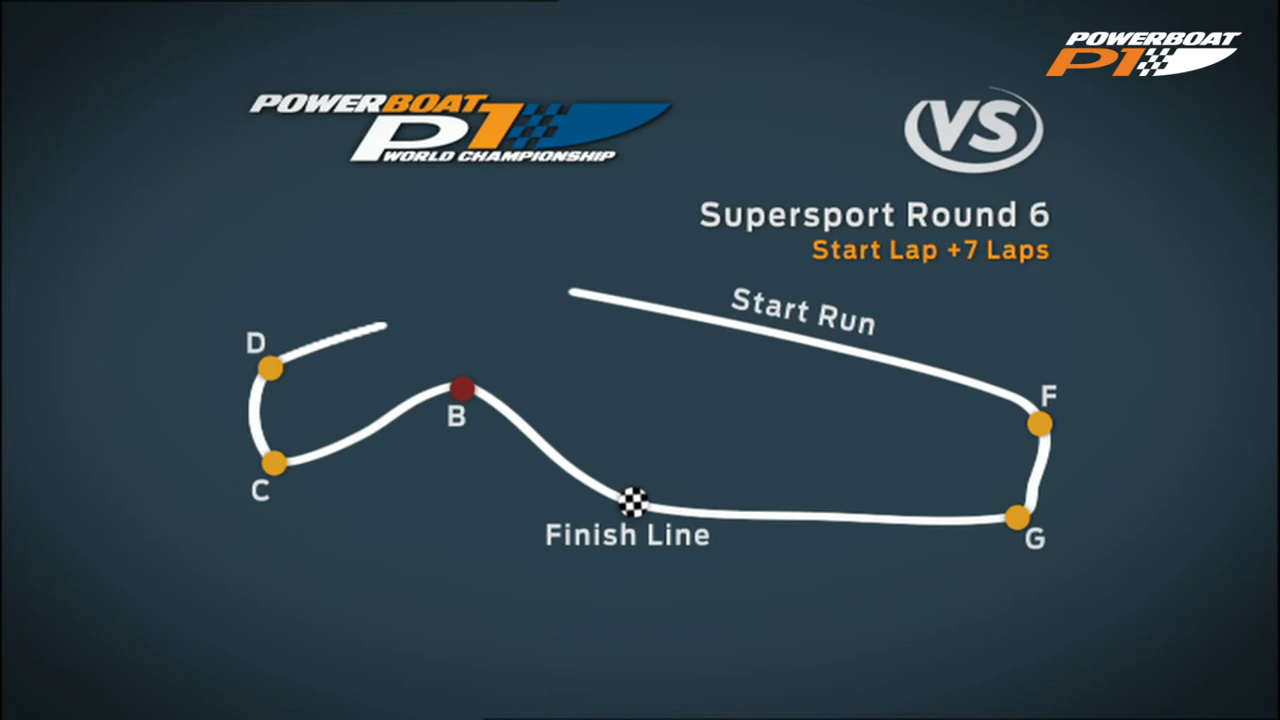 POWERBOAT
P1
POWERBOAT
P1
WORLD CHAMPIONSHIP
VS
Supersport Round 6
Start Lap +7 Laps
Start Run
D
F
B
C
Finish Line
G